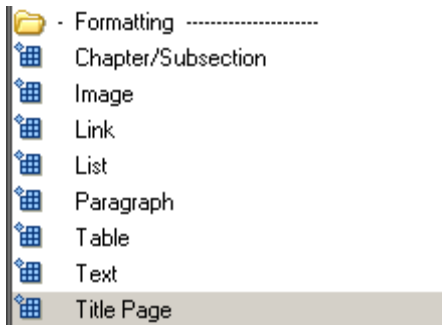 - Formatting ----------------------
Chapter/Subsection
Image
Link
List
Paragraph
Table
Text
Title Page